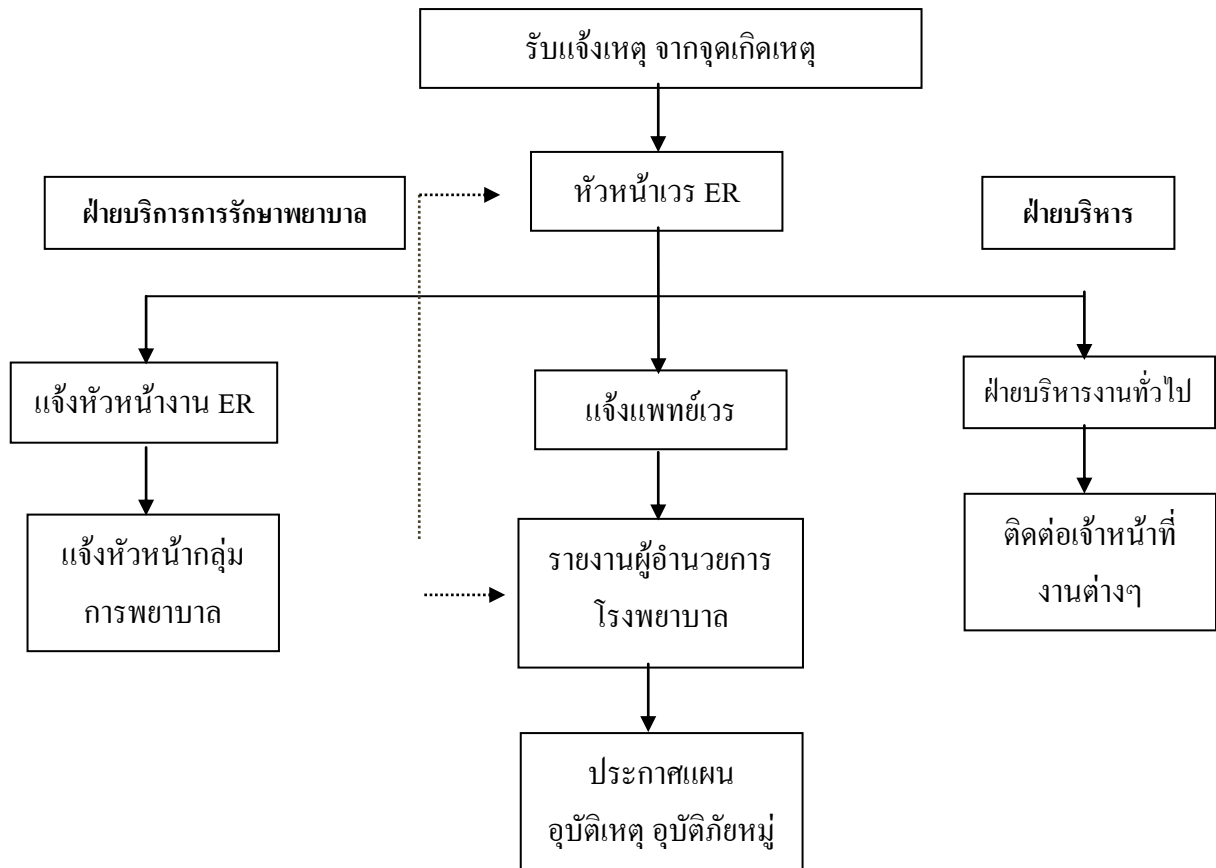 รับแจ้งเหตุ จากจุดเกิดเหตุ
หัวหน้าเวร ER
ฝ่ายบริการการรักษาพยาบาล
ฝ่ายบริหาร
แจ้งหัวหน้างาน ER
แจ้งแพทย์เวร
ฝ่ายบริหารงานทั่วไป
แจ้งหัวหน้ากลุ่ม
การพยาบาล
รายงานผู้อำนวยการ
โรงพยาบาล
ติดต่อเจ้าหน้าที่
งานต่างๆ
ประกาศแผน
อุบัติเหตุ อุบัติภัยหมู่